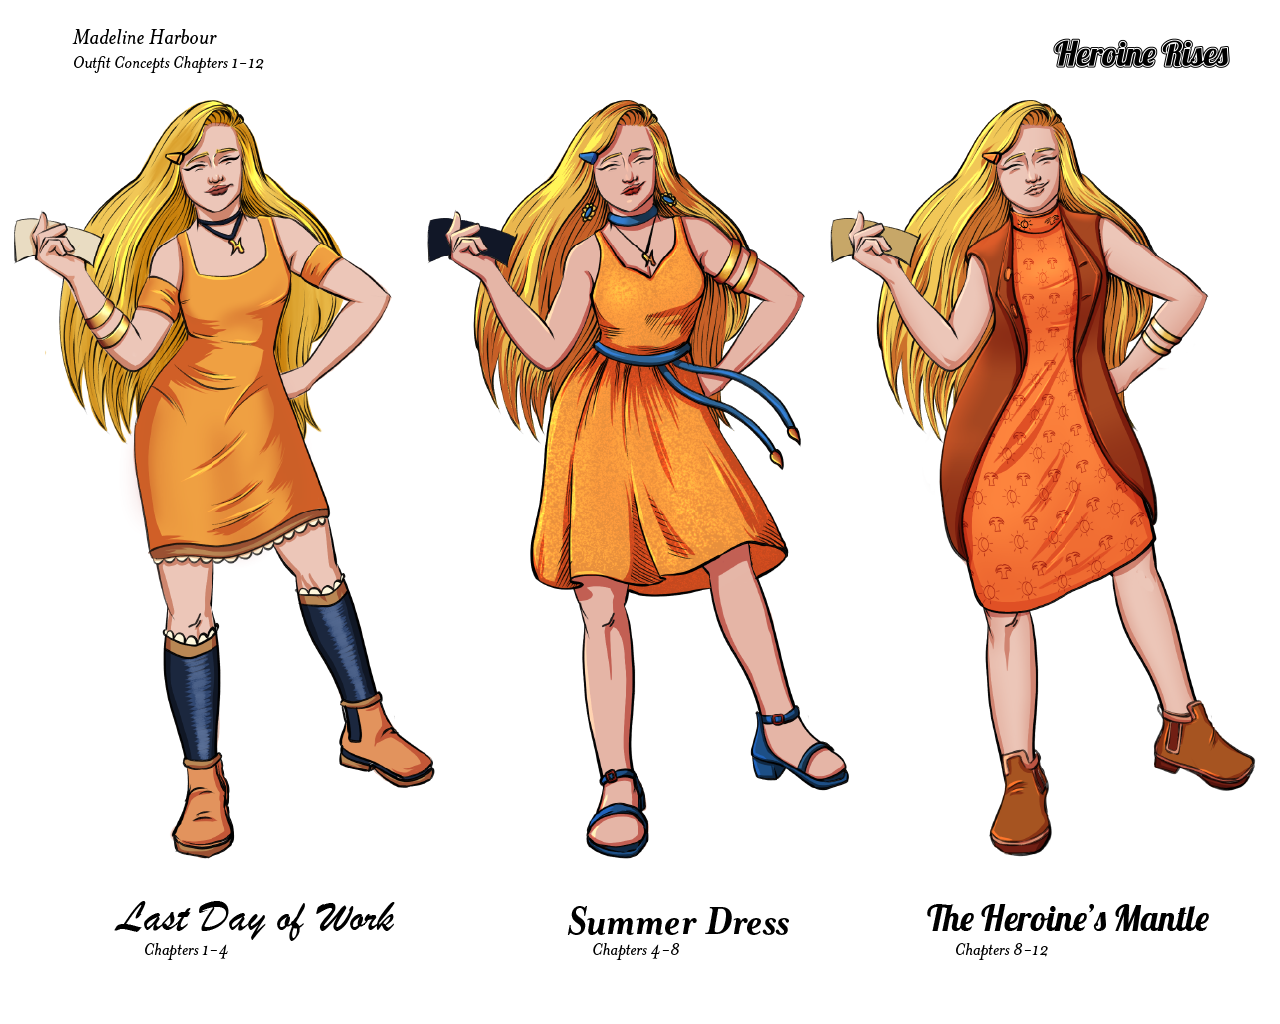 Madeline Harbour
Outfit Concepts Chapters 1-12
Heroine Rises
Last Day of Work
Chapters 1-4
Summer Dress
Chapters 4-8
The Heroine's Mantle
Chapters 8-12